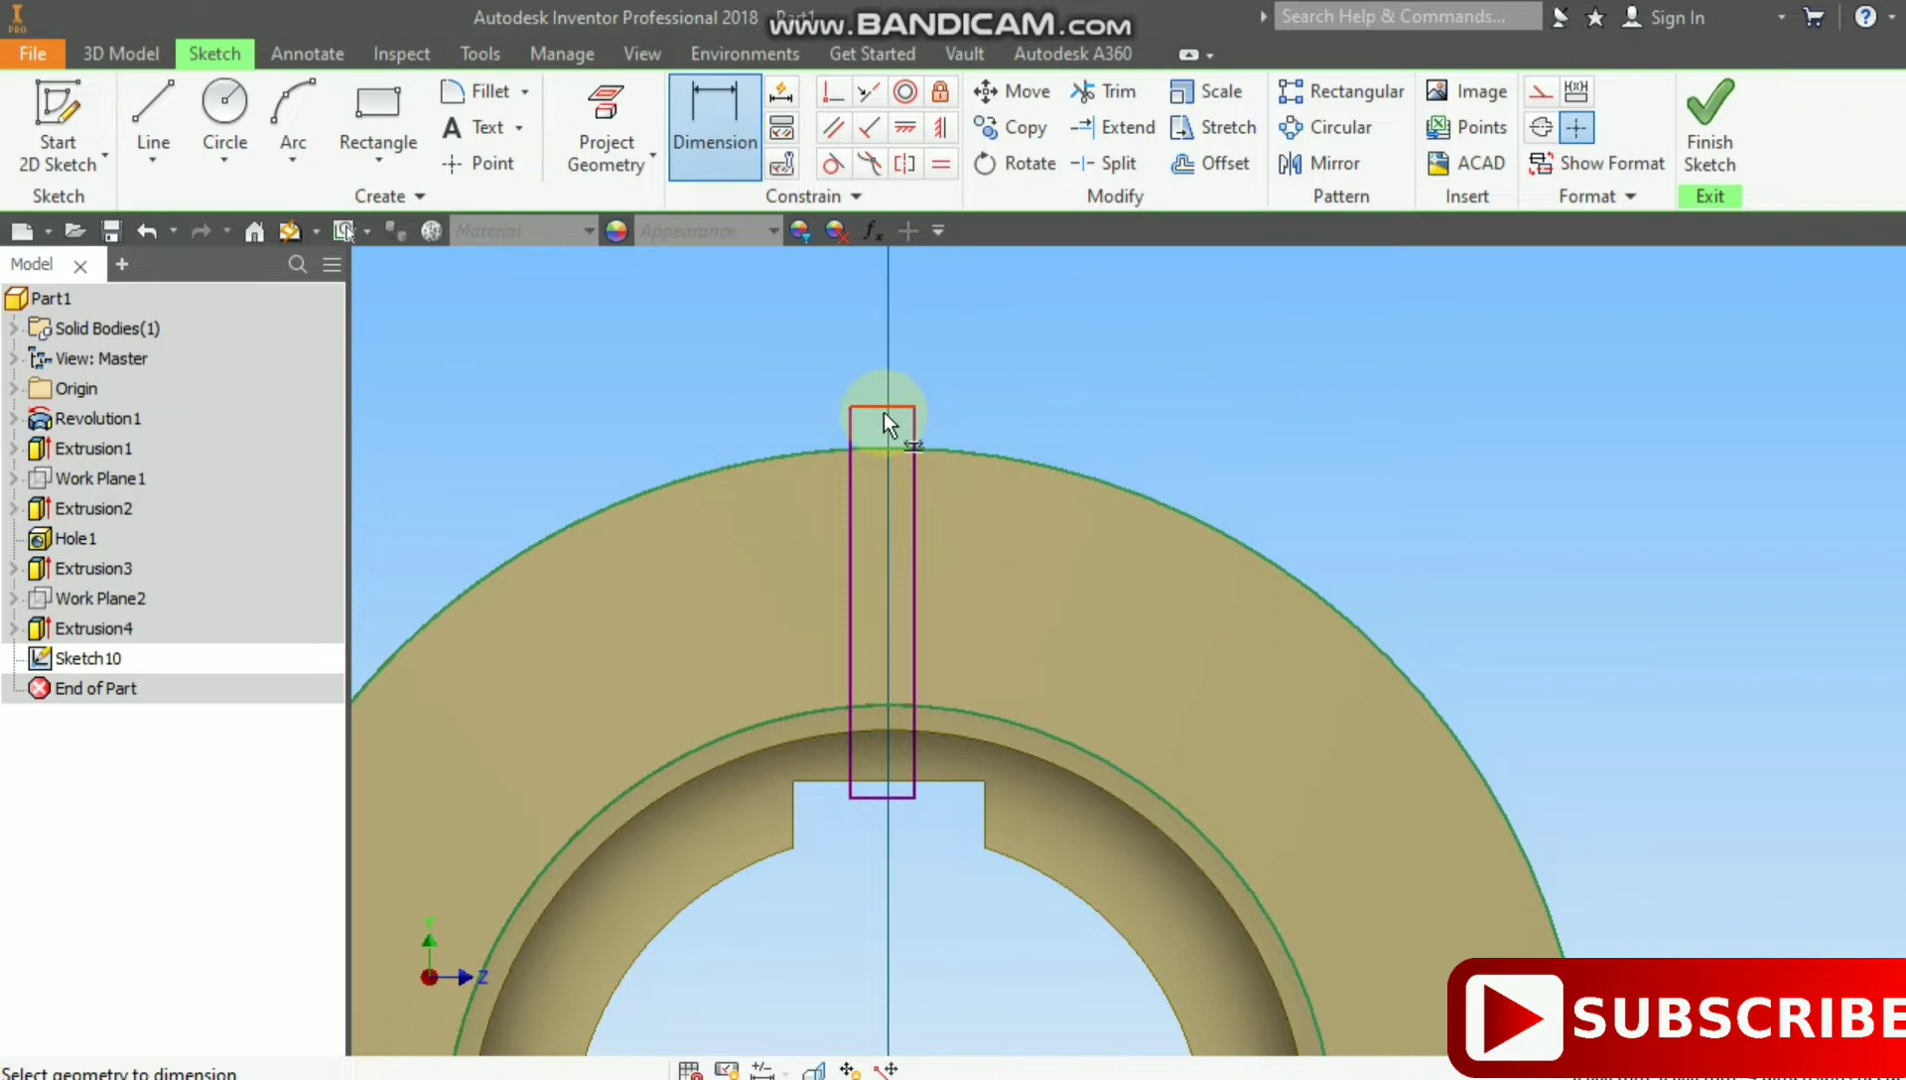 Autodesk Inventor Professional 2018 Part1
www.BANDICAM.com
Search Help & Commands...
Sign In
PRO
File 3D Model Sketch Annotate Inspect Tools Manage View Environments Get Started Vault Autodesk A360
Start
2D Sketch
Line
Circle
Arc
Rectangle
Fillet
Text
Point
Project
Geometry
Dimension
Move
Copy
Rotate
Trim
Extend
Split
Scale
Stretch
Offset
Rectangular
Circular
Mirror
Image
Points
ACAD
Show Format
Finish
Sketch
Sketch Create Constrain Modify Pattern Insert Format Exit
Material Appearance fx
Model
Part1
Solid Bodies(1)
View: Master
Origin
Revolution1
Extrusion1
Work Plane1
Extrusion2
Hole1
Extrusion3
Work Plane2
Extrusion4
Sketch10
End of Part
Y
Z
SUBSCRIBE
Select geometry to dimension